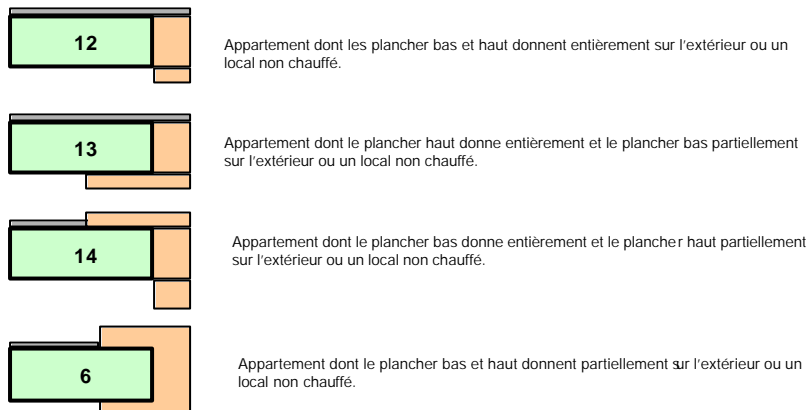 12
Appartement dont les plancher bas et haut donnent entièrement sur l'extérieur ou un
local non chauffé.
13
Appartement dont le plancher haut donne entièrement et le plancher bas partiellement
sur l'extérieur ou un local non chauffé.
14
Appartement dont le plancher bas donne entièrement et le plancher haut partiellement
sur l'extérieur ou un local non chauffé.
6
Appartement dont le plancher bas et haut donnent partiellement sur l'extérieur ou un
local non chauffé.